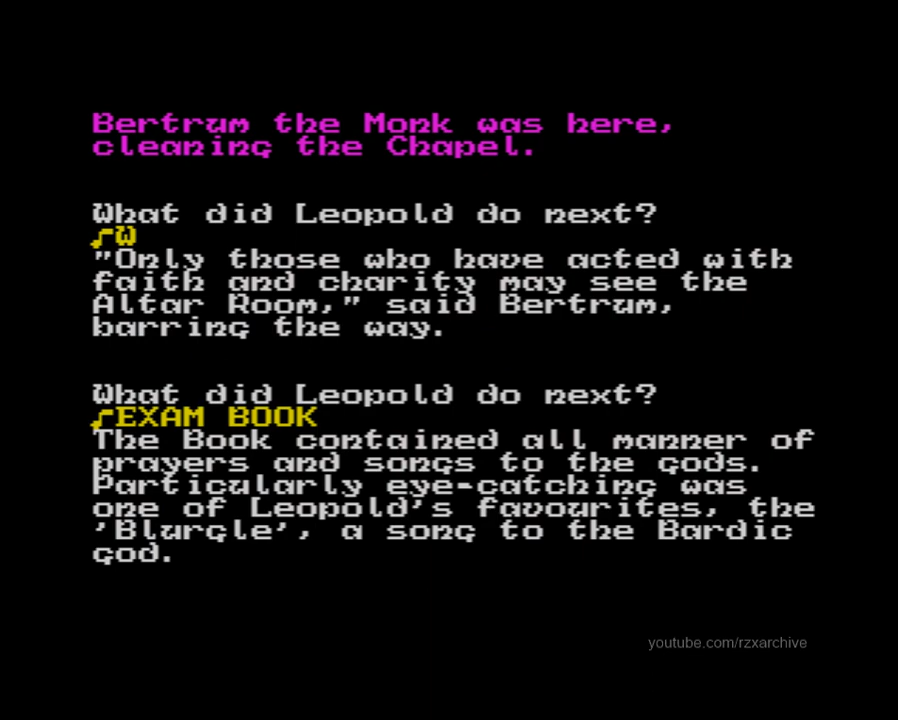 Bertrum the Monk was here,
cleaning the Chapel.
What did Leopold do next?
W
"Only those who have acted with
faith and charity may see the
Altar Room," said Bertrum,
barring the way.
What did Leopold do next?
EXAM BOOK
The Book contained all manner of
prayers and songs to the gods.
Particularly eye-catching was
one of Leopold's favourites, the
'Blurgle', a song to the Bardic
god.
youtube.com/rzxarchive